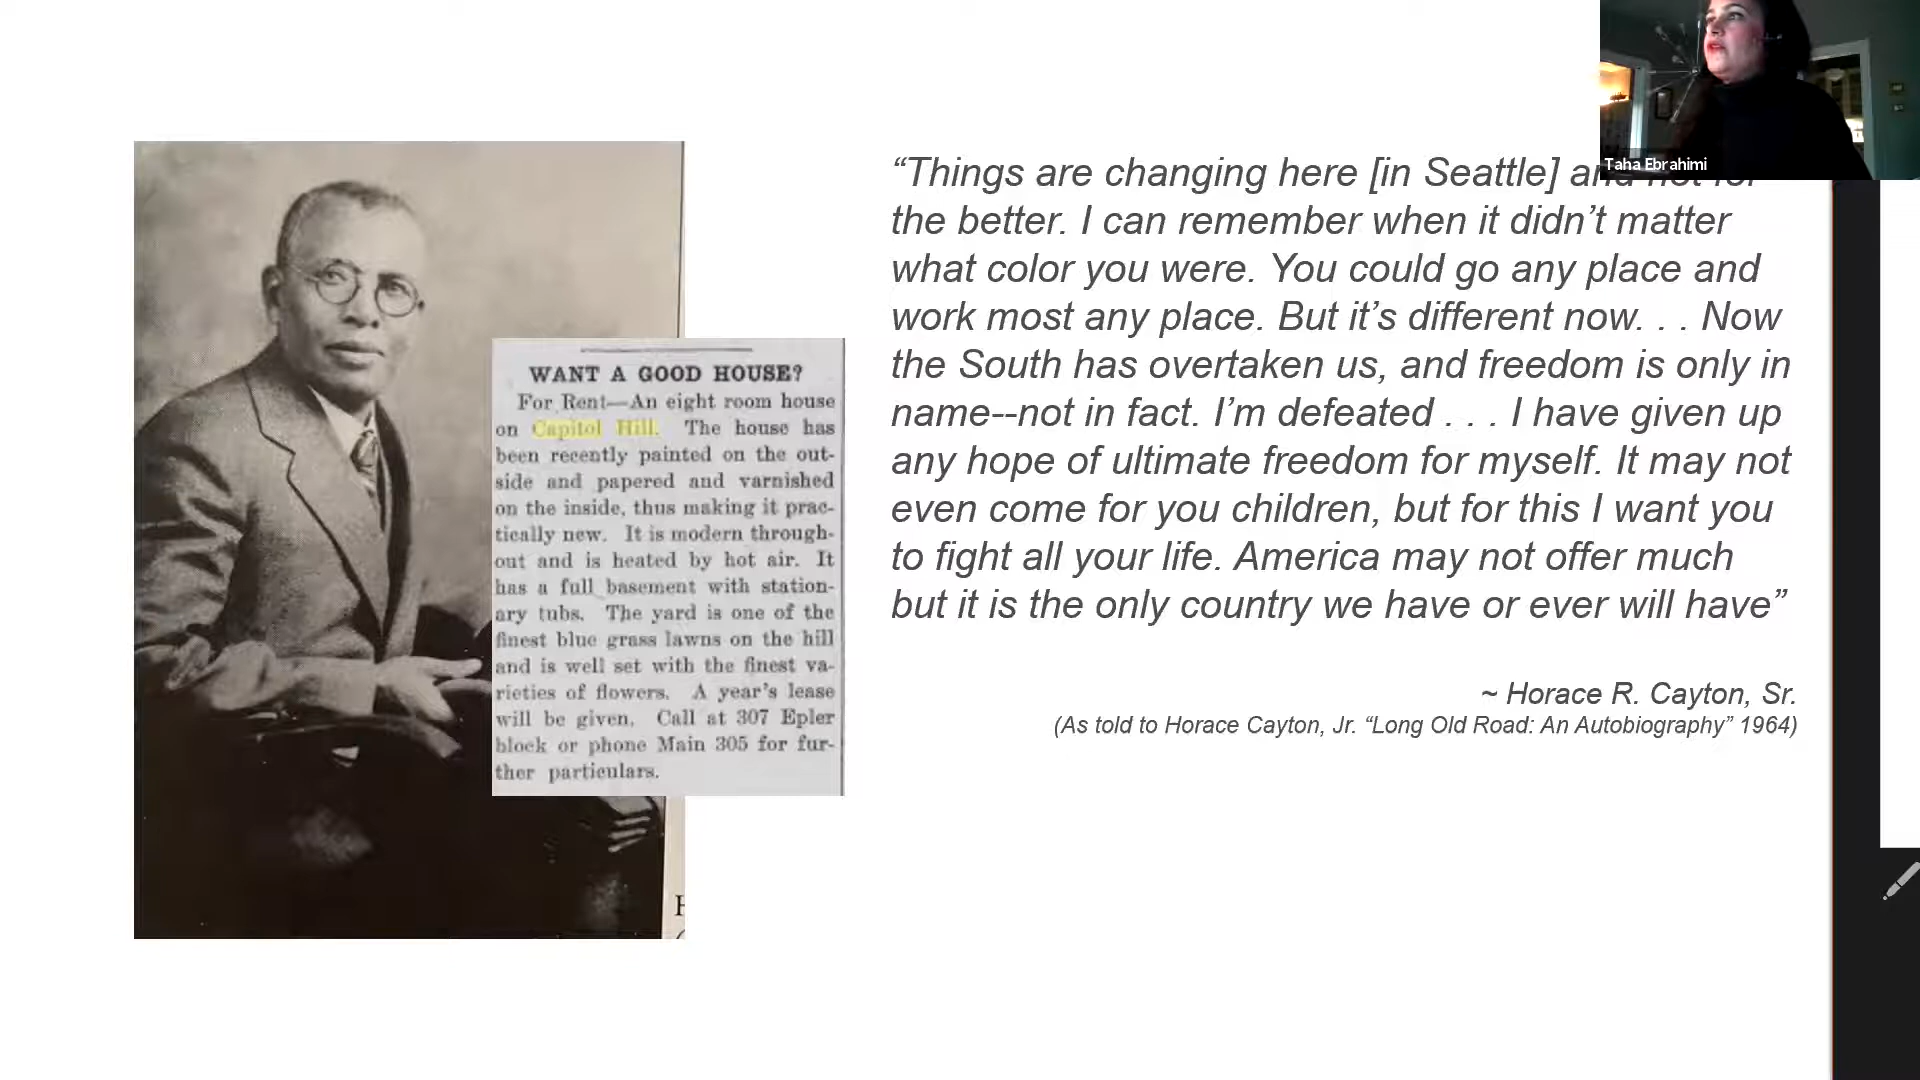 Taha Ebrahimi
“Things are changing here [in Seattle] and not for
the better. I can remember when it didn’t matter
what color you were. You could go any place and
work most any place. But it’s different now. . . Now
the South has overtaken us, and freedom is only in
name--not in fact. I’m defeated . . . I have given up
any hope of ultimate freedom for myself. It may not
even come for you children, but for this I want you
to fight all your life. America may not offer much
but it is the only country we have or ever will have”
~ Horace R. Cayton, Sr.
(As told to Horace Cayton, Jr. “Long Old Road: An Autobiography” 1964)
WANT A GOOD HOUSE?
For Rent—An eight room house
on Capitol Hill. The house has
been recently painted on the out-
side and papered and varnished
on the inside, thus making it prac-
tically new. It is modern through-
out and is heated by hot air. It
has a full basement with station-
ary tubs. The yard is one of the
finest blue grass lawns on the hill
and is well set with the finest va-
rieties of flowers. A year’s lease
will be given. Call at 307 Epler
block or phone Main 305 for fur-
ther particulars.